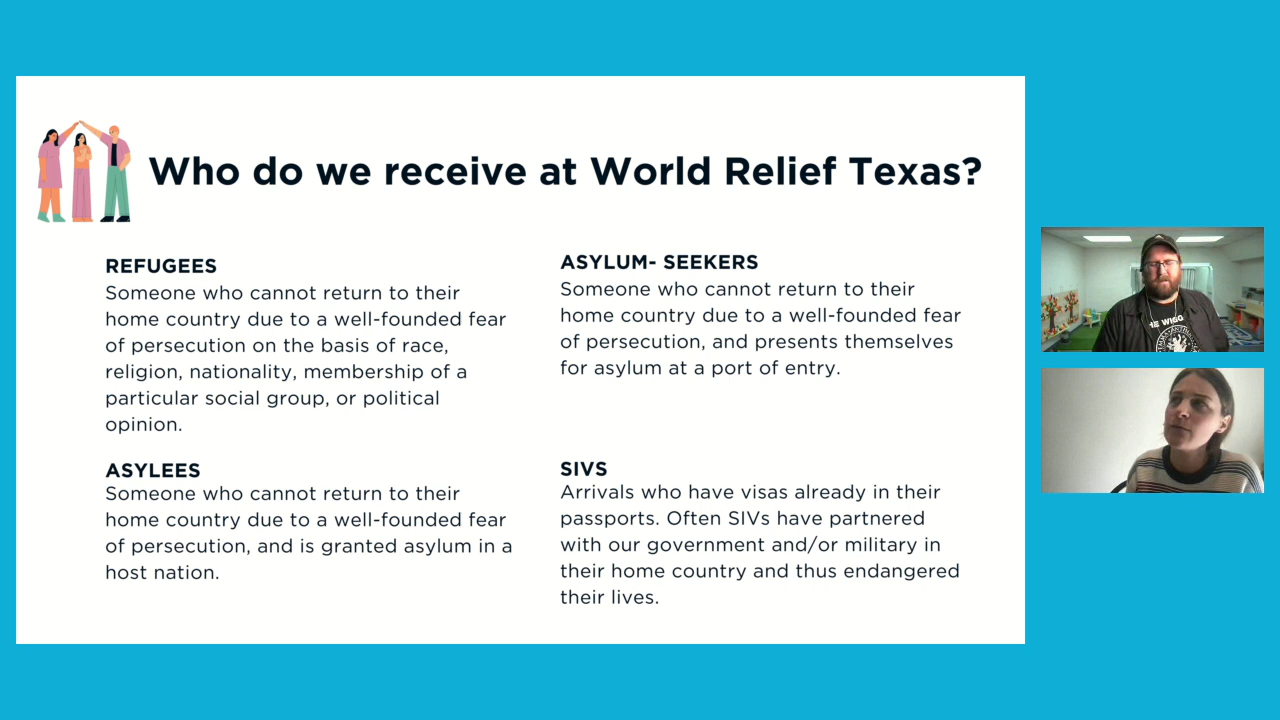 Who do we receive at World Relief Texas?
REFUGEES
Someone who cannot return to their
home country due to a well-founded fear
of persecution on the basis of race,
religion, nationality, membership of a
particular social group, or political
opinion.
ASYLEES
Someone who cannot return to their
home country due to a well-founded fear
of persecution, and is granted asylum in a
host nation.
ASYLUM- SEEKERS
Someone who cannot return to their
home country due to a well-founded fear
of persecution, and presents themselves
for asylum at a port of entry.
SIVS
Arrivals who have visas already in their
passports. Often SIVs have partnered
with our government and/or military in
their home country and thus endangered
their lives.